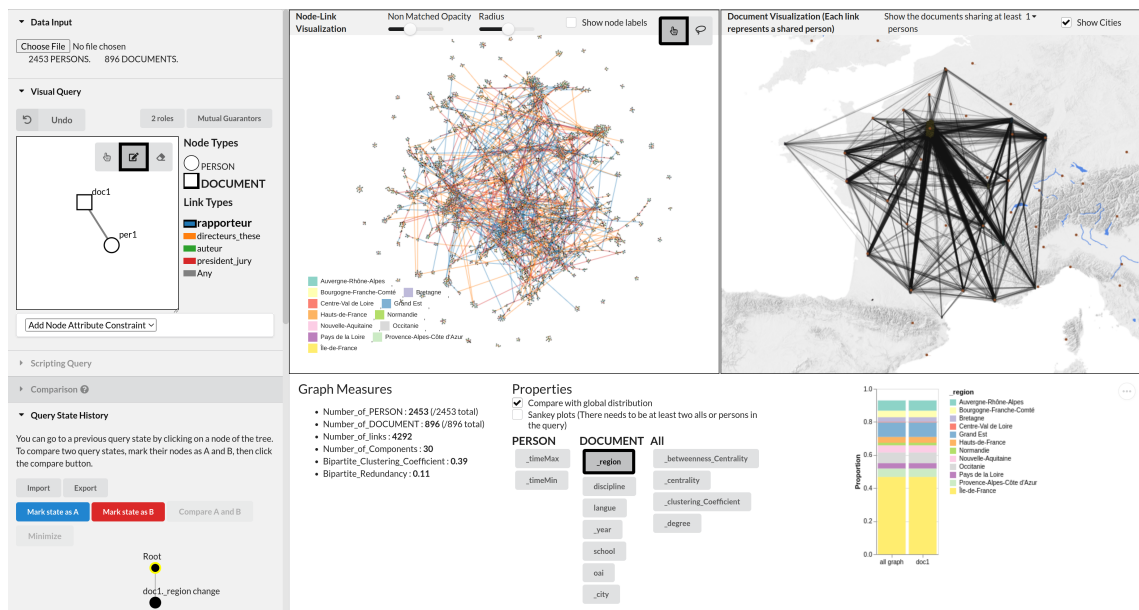 Data Input
Choose File No file chosen
2453 PERSONS. 896 DOCUMENTS.
Visual Query
Undo
2 roles
Mutual Guarantors
doc1
per1
Node Types
PERSON
DOCUMENT
Link Types
rapporteur
directeurs_these
auteur
president_jury
Any
Add Node Attribute Constraint
Scripting Query
Comparison
Query State History
You can go to a previous query state by clicking on a node of the tree.
To compare two query states, mark their nodes as A and B, then click
the compare button.
Import Export
Mark state as A Mark state as B Compare A and B
Minimize
Root
doc1._region change
Node-Link
Visualization
Non Matched Opacity
Radius
Show node labels
Auvergne-Rhône-Alpes
Bourgogne-Franche-Comté Bretagne
Centre-Val de Loire Grand Est
Hauts-de-France Normandie
Nouvelle-Aquitaine Occitanie
Pays de la Loire Provence-Alpes-Côte d'Azur
Île-de-France
Document Visualization (Each link
represents a shared person)
Show the documents sharing at least 1
persons
Show Cities
Graph Measures
Number_of_PERSON : 2453 (/2453 total)
Number_of_DOCUMENT : 896 (/896 total)
Number_of_links : 4292
Number_of_Components : 30
Bipartite_Clustering_Coefficient : 0.39
Bipartite_Redundancy : 0.11
Properties
Compare with global distribution
Sankey plots (There needs to be at least two alls or persons in
the query)
PERSON
_timeMax
_timeMin
DOCUMENT
_region
discipline
langue
_year
school
oai
_city
All
_betweenness_Centrality
_centrality
_clustering_Coefficient
_degree
Proportion
1.0
0.8
0.6
0.4
0.2
0.0
all graph doc1
_region
Auvergne-Rhône-Alpes
Bourgogne-Franche-Comté
Bretagne
Centre-Val de Loire
Grand Est
Hauts-de-France
Normandie
Nouvelle-Aquitaine
Occitanie
Pays de la Loire
Provence-Alpes-Côte d'Azur
Île-de-France